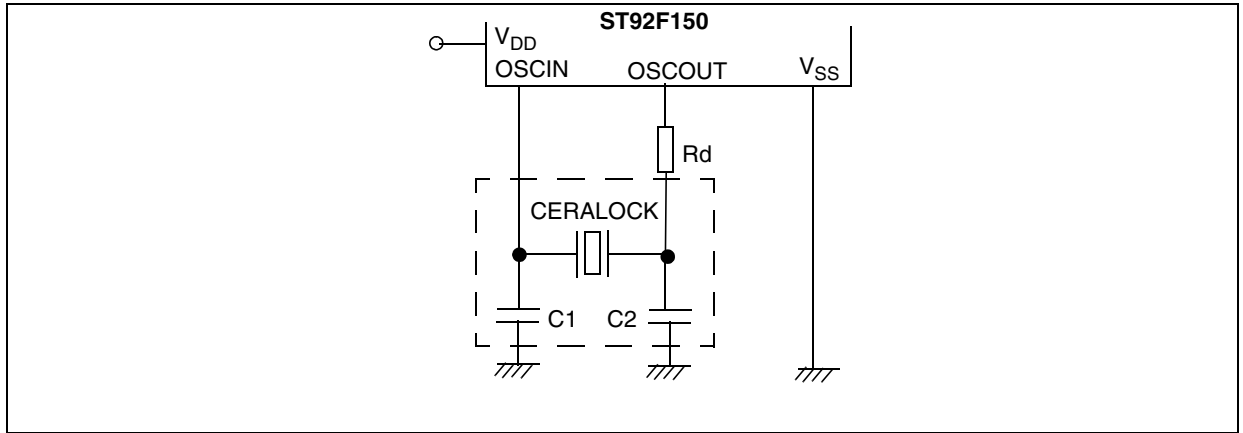 ST92F150
VDD
OSCIN OSCOUT VSS
Rd
CERALOCK
C1 C2